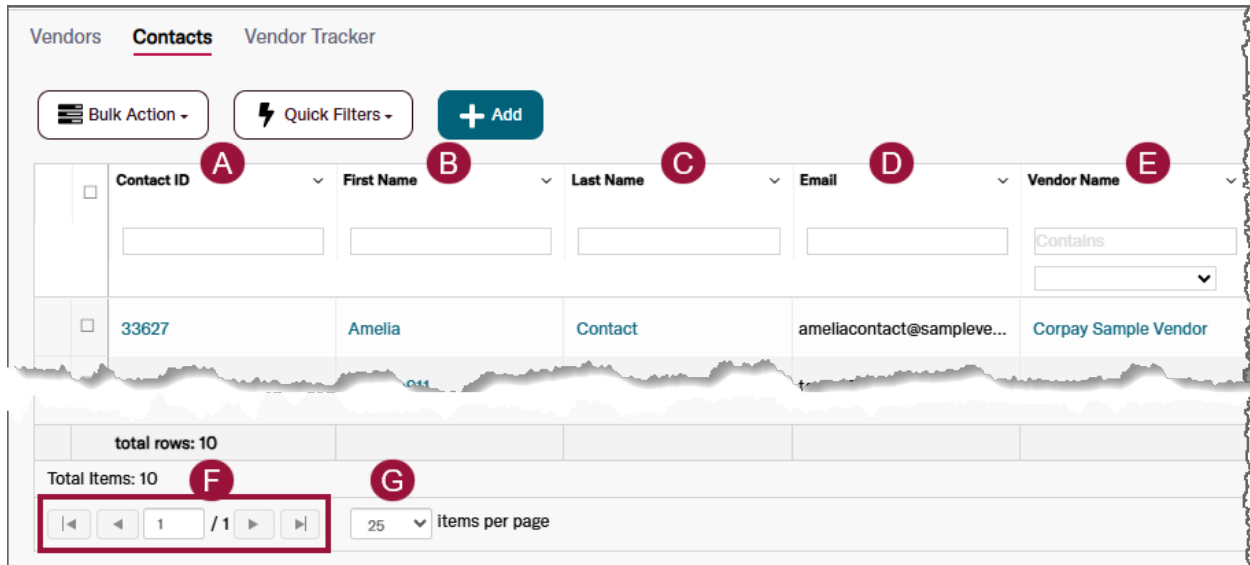 Vendors Contacts Vendor Tracker
Bulk Action Quick Filters Add
A B C D E
Contact ID First Name Last Name Email Vendor Name
Contains
33627 Amelia Contact ameliacontact@sampleve... Corpay Sample Vendor
total rows: 10
Total Items: 10 F G
1 / 1 25 items per page